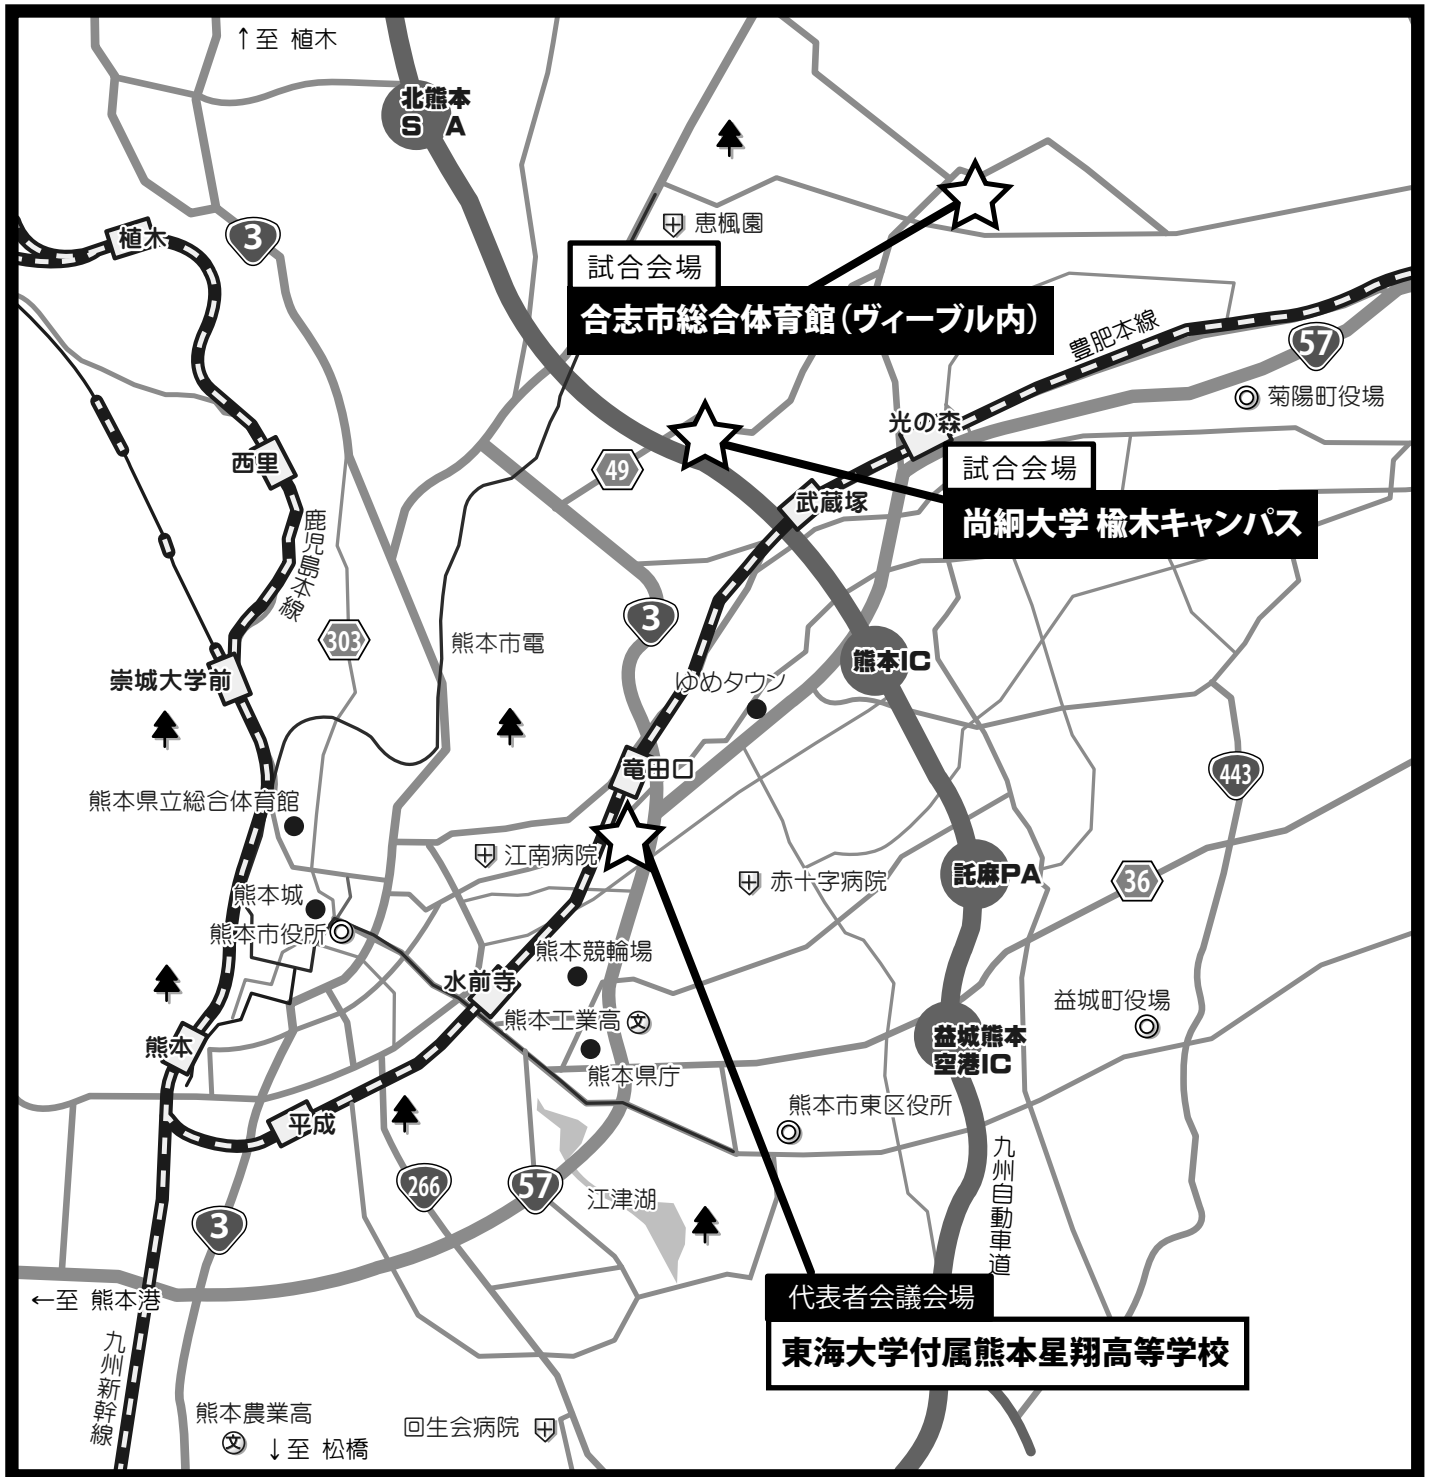 ↑至 植木
北熊本
S A
恵楓園
植木
3
試合会場
合志市総合体育館（ヴィーブル内）
豊肥本線
57
菊陽町役場
光の森
西里
49
試合会場
武蔵塚
尚絅大学 楡木キャンパス
鹿児島本線
3
303
熊本市電
熊本IC
崇城大学前
ゆめタウン
竜田口
443
熊本県立総合体育館
江南病院
赤十字病院
託麻PA
36
熊本城
熊本市役所
熊本競輪場
水前寺
益城町役場
熊本工業高
文
益城熊本
空港IC
熊本
熊本県庁
熊本市東区役所
平成
九州自動車道
266
57
江津湖
3
←至 熊本港
代表者会議会場
東海大学付属熊本星翔高等学校
九州新幹線
熊本農業高
文
↓至 松橋
回生会病院